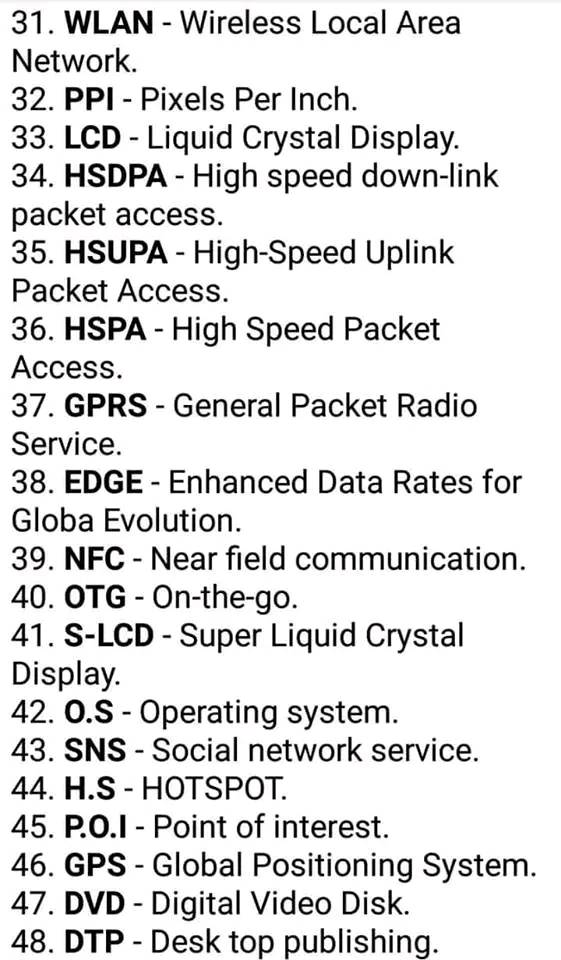 31. WLAN - Wireless Local Area
Network.
32. PPI - Pixels Per Inch.
33. LCD - Liquid Crystal Display.
34. HSDPA - High speed down-link
packet access.
35. HSUPA - High-Speed Uplink
Packet Access.
36. HSPA - High Speed Packet
Access.
37. GPRS - General Packet Radio
Service.
38. EDGE - Enhanced Data Rates for
Globa Evolution.
39. NFC - Near field communication.
40. OTG - On-the-go.
41. S-LCD - Super Liquid Crystal
Display.
42. O.S - Operating system.
43. SNS - Social network service.
44. H.S - HOTSPOT.
45. P.O.I - Point of interest.
46. GPS - Global Positioning System.
47. DVD - Digital Video Disk.
48. DTP - Desk top publishing.